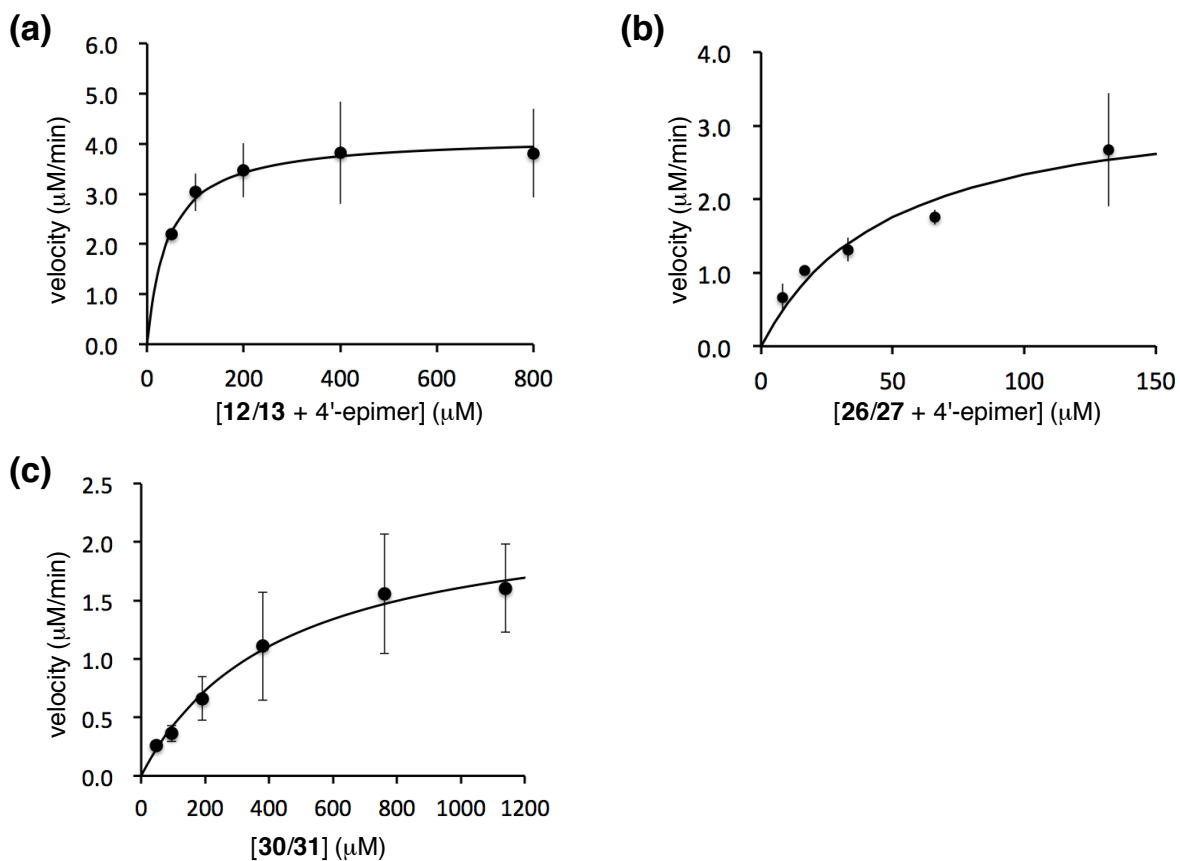 (a)
6.0
5.0
4.0
3.0
2.0
1.0
0.0
velocity (μM/min)
0 200 400 600 800
[12/13 + 4'-epimer] (μM)
(b)
4.0
3.0
2.0
1.0
0.0
velocity (μM/min)
0 50 100 150
[26/27 + 4'-epimer] (μM)
(c)
2.5
2.0
1.5
1.0
0.5
0.0
velocity (μM/min)
0 200 400 600 800 1000 1200
[30/31] (μM)